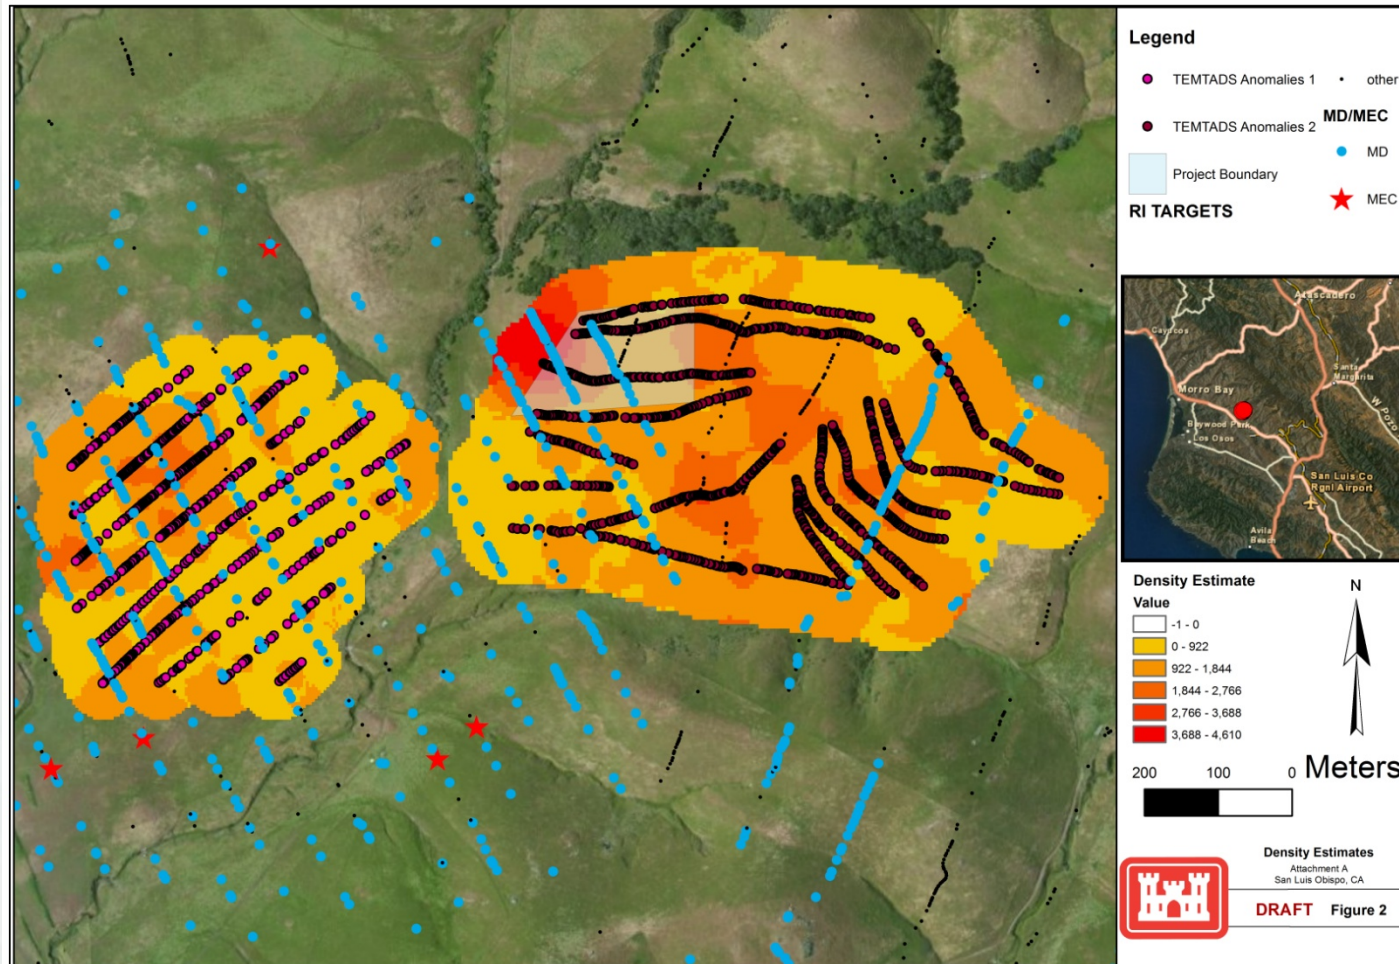 Legend
TEMTADS Anomalies 1
other
TEMTADS Anomalies 2
MD/MEC
MD
Project Boundary
MEC
RI TARGETS
Atascadero
Cayucos
Santa
Margarita
Morro Bay
W Pozo
Baywood Park
Los Osos
San Luis Co
Rgnl Airport
Avila
Beach
Density Estimate
Value
-1 - 0
0 - 922
922 - 1,844
1,844 - 2,766
2,766 - 3,688
3,688 - 4,610
N
200 100 0 Meters
Density Estimates
Attachment A
San Luis Obispo, CA
DRAFT Figure 2